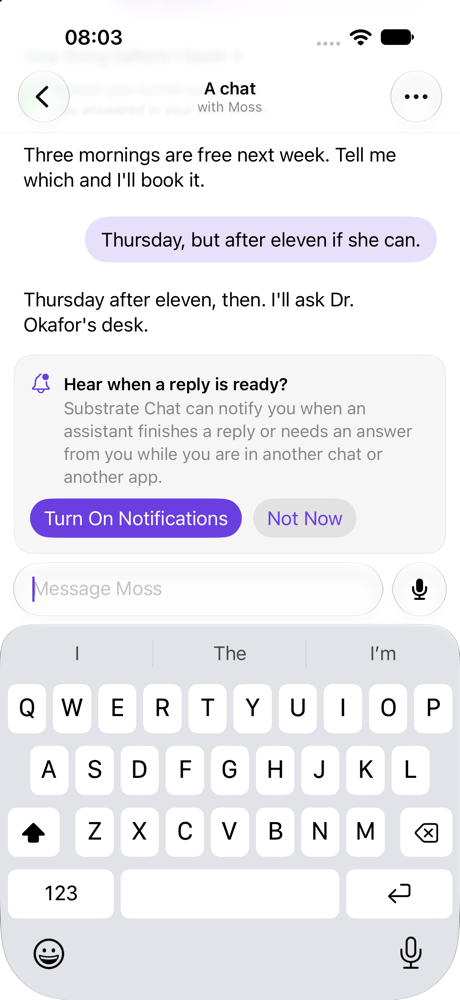 08:03
A chat
with Moss
Three mornings are free next week. Tell me
which and I'll book it.
Thursday, but after eleven if she can.
Thursday after eleven, then. I'll ask Dr.
Okafor's desk.
Hear when a reply is ready?
Substrate Chat can notify you when an
assistant finishes a reply or needs an answer
from you while you are in another chat or
another app.
Turn On Notifications Not Now
Message Moss
I The I'm
Q W E R T Y U I O P
A S D F G H J K L
Z X C V B N M
123